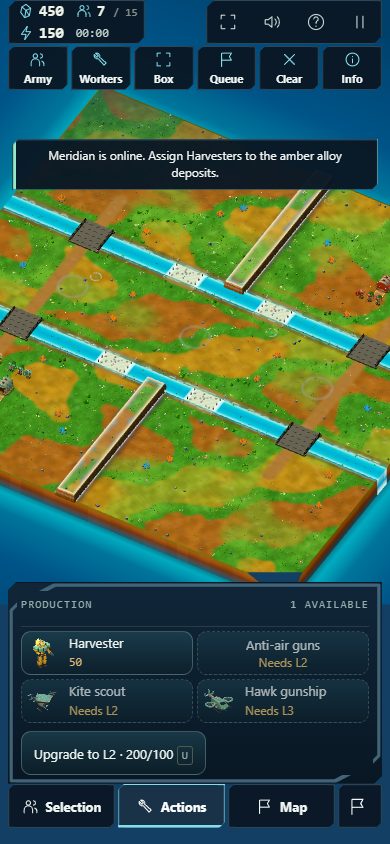 450 7 / 15
150 00:00
Army Workers Box Queue Clear Info
Meridian is online. Assign Harvesters to the amber alloy
deposits.
PRODUCTION 1 AVAILABLE
Harvester
50
Anti-air guns
Needs L2
Kite scout
Needs L2
Hawk gunship
Needs L3
Upgrade to L2 · 200/100 U
Selection Actions Map